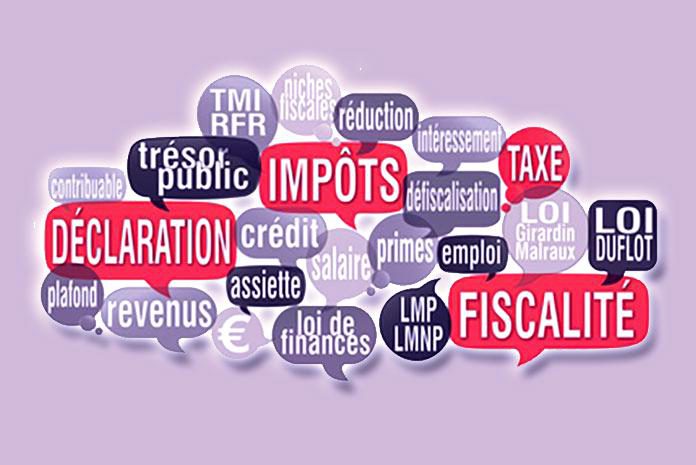 TMI
RFR
niches
fiscales
réduction
intéressement
trésor
public
IMPÔTS
TAXE
contribuable
défiscalisation
DÉCLARATION
crédit
LOI
Girardin
Malraux
LOI
DUFLOT
salaire
primes
emploi
plafond
revenus
assiette
€
loi de
finances
LMP
LMNP
FISCALITÉ